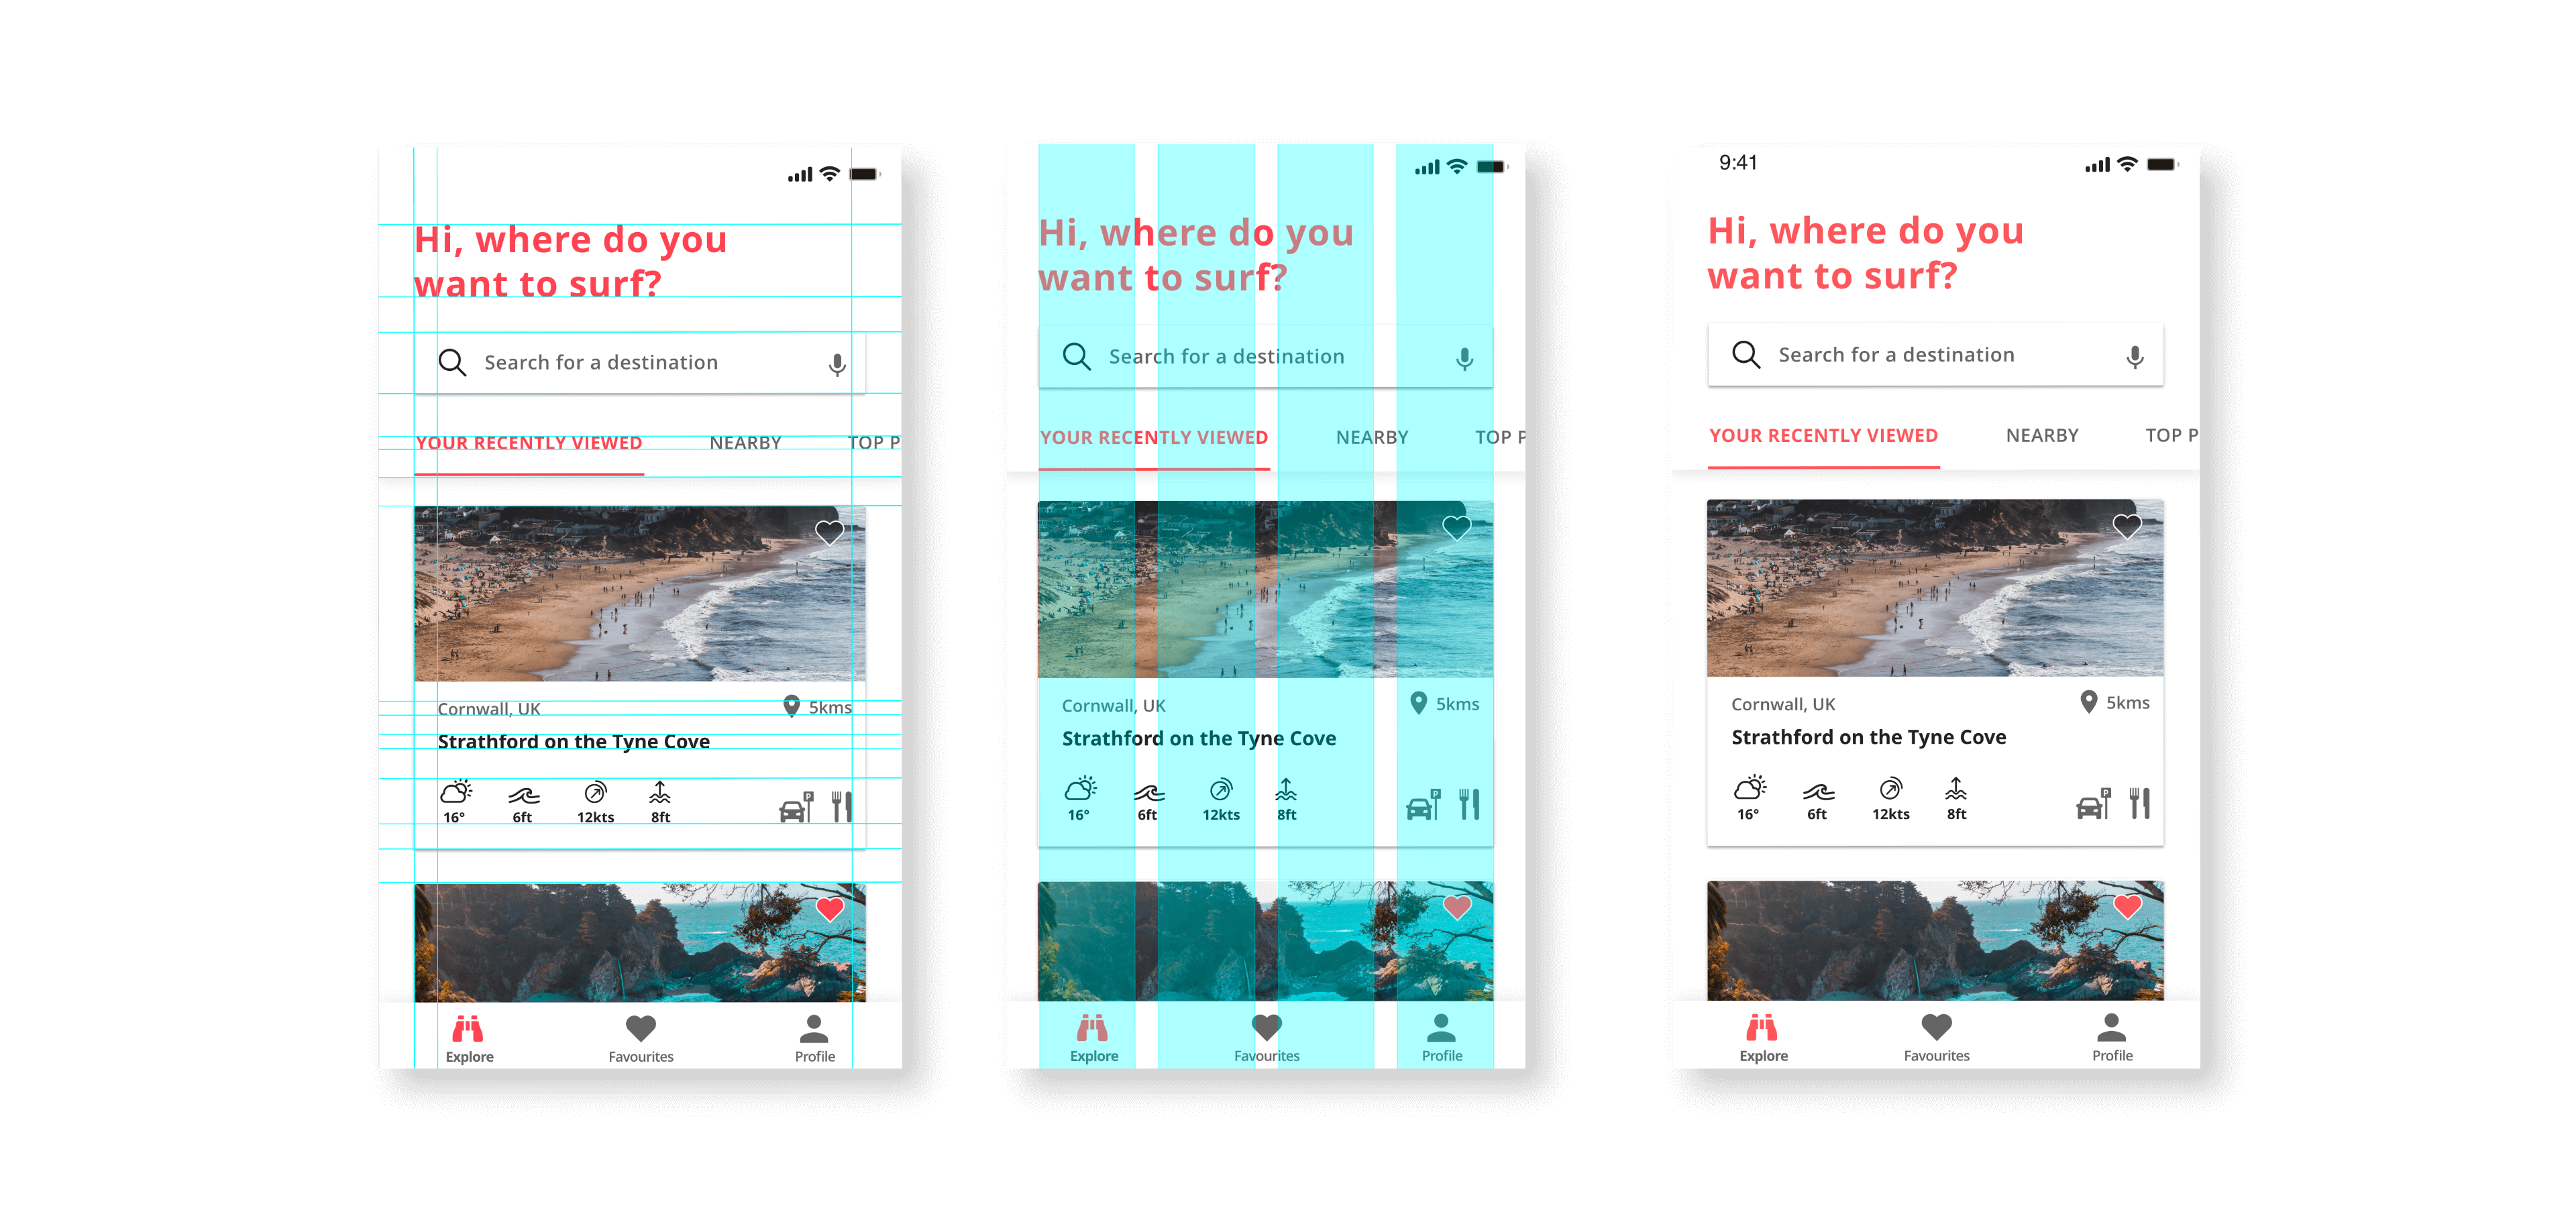 Hi, where do you
want to surf?
Search for a destination
YOUR RECENTLY VIEWED NEARBY TOP P
Cornwall, UK 5kms
Strathford on the Tyne Cove
16° 6ft 12kts 8ft P
Explore Favourites Profile
Hi, where do you
want to surf?
Search for a destination
YOUR RECENTLY VIEWED NEARBY TOP P
Cornwall, UK 5kms
Strathford on the Tyne Cove
16° 6ft 12kts 8ft P
Explore Favourites Profile
9:41
Hi, where do you
want to surf?
Search for a destination
YOUR RECENTLY VIEWED NEARBY TOP P
Cornwall, UK 5kms
Strathford on the Tyne Cove
16° 6ft 12kts 8ft P
Explore Favourites Profile